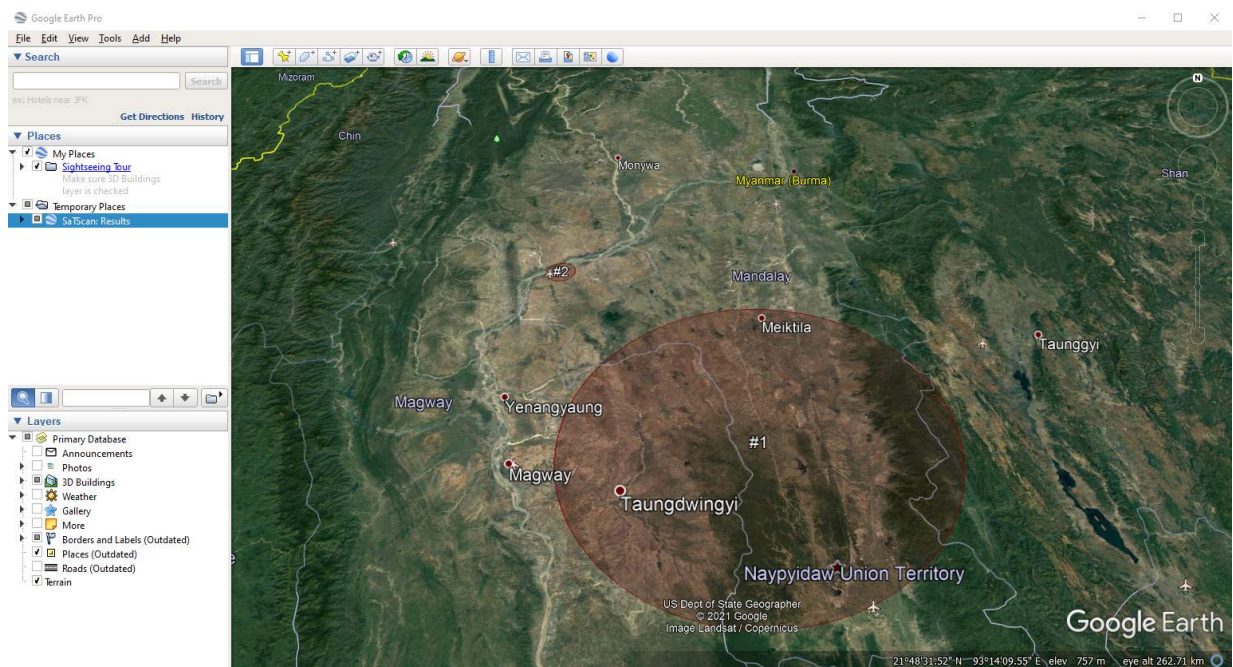 Google Earth Pro
File Edit View Tools Add Help
Search
Search
ex: Hotels near JFK
Get Directions History
Places
My Places
Sightseeing Tour
Make sure 3D Buildings
layer is checked
Temporary Places
SaTScan: Results
Layers
Primary Database
Announcements
Photos
3D Buildings
Weather
Gallery
More
Borders and Labels (Outdated)
Places (Outdated)
Roads (Outdated)
Terrain
Mizoram
N
Chin
Monywa
Myanmar (Burma)
Shan
#2
Mandalay
Meiktila
Taunggyi
Magway
Yenangyaung
#1
Magway
Taungdwingyi
Naypyidaw Union Territory
US Dept of State Geographer
© 2021 Google
Image Landsat / Copernicus
Google Earth
21°48'31.52" N 93°14'09.55" E elev 757 m eye alt 262.71 km